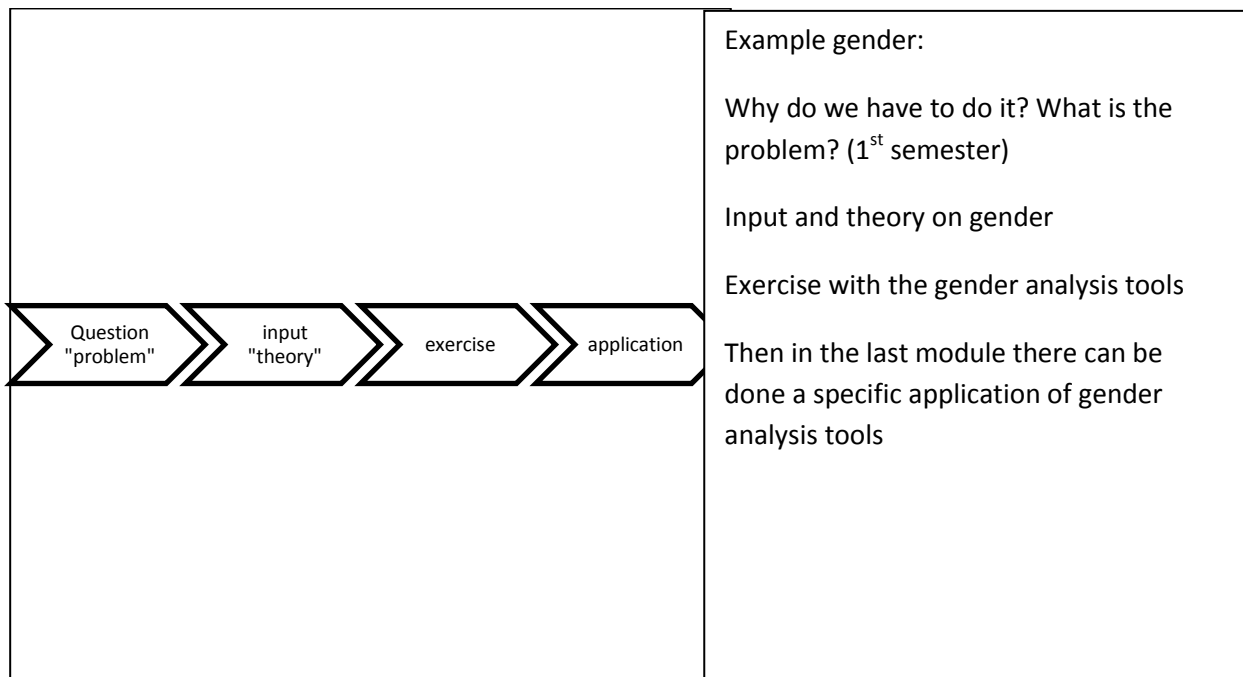 Question
"problem"
input
"theory"
exercise
application
Example gender:
Why do we have to do it? What is the
problem? (1st semester)
Input and theory on gender
Exercise with the gender analysis tools
Then in the last module there can be
done a specific application of gender
analysis tools